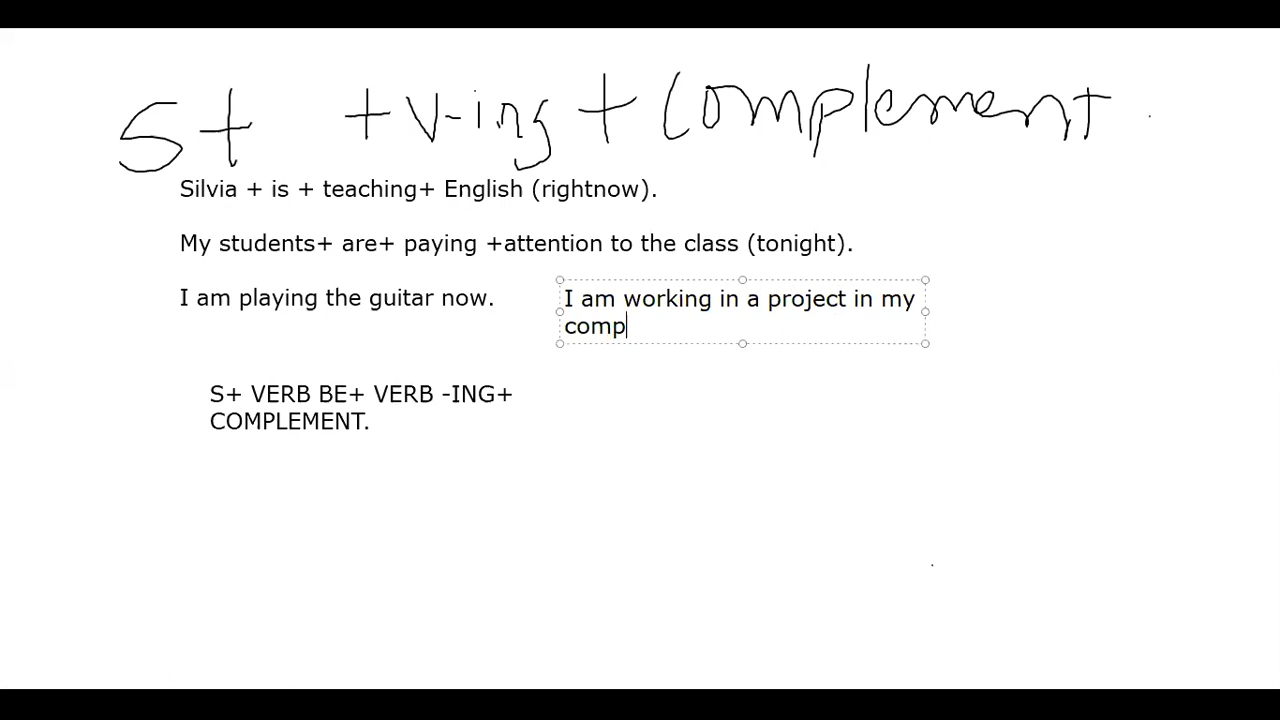 S+ +V-ing + Complement
Silvia + is + teaching+ English (rightnow).
My students+ are+ paying +attention to the class (tonight).
I am playing the guitar now.
I am working in a project in my
comp
S+ VERB BE+ VERB -ING+
COMPLEMENT.